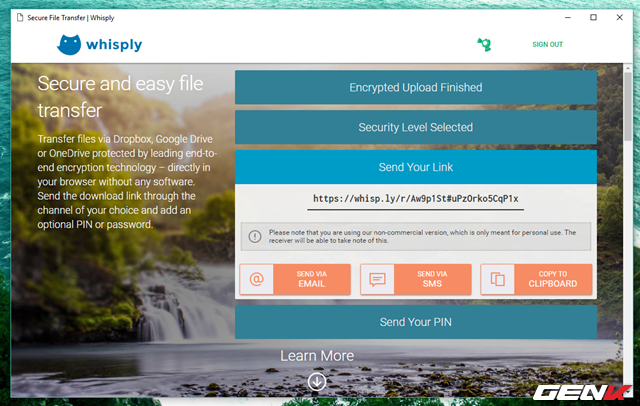 Secure File Transfer | Whisply
whisply
SIGN OUT
Secure and easy file
transfer
Transfer files via Dropbox, Google Drive
or OneDrive protected by leading end-to-
end encryption technology – directly in
your browser without any software.
Send the download link through the
channel of your choice and add an
optional PIN or password.
Encrypted Upload Finished
Security Level Selected
Send Your Link
https://whisp.ly/r/Aw9p1St#uPzOrko5CqP1x
Please note that you are using our non-commercial version, which is only meant for personal use. The
receiver will be able to take note of this.
SEND VIA
EMAIL
SEND VIA
SMS
COPY TO
CLIPBOARD
Send Your PIN
Learn More
GENK